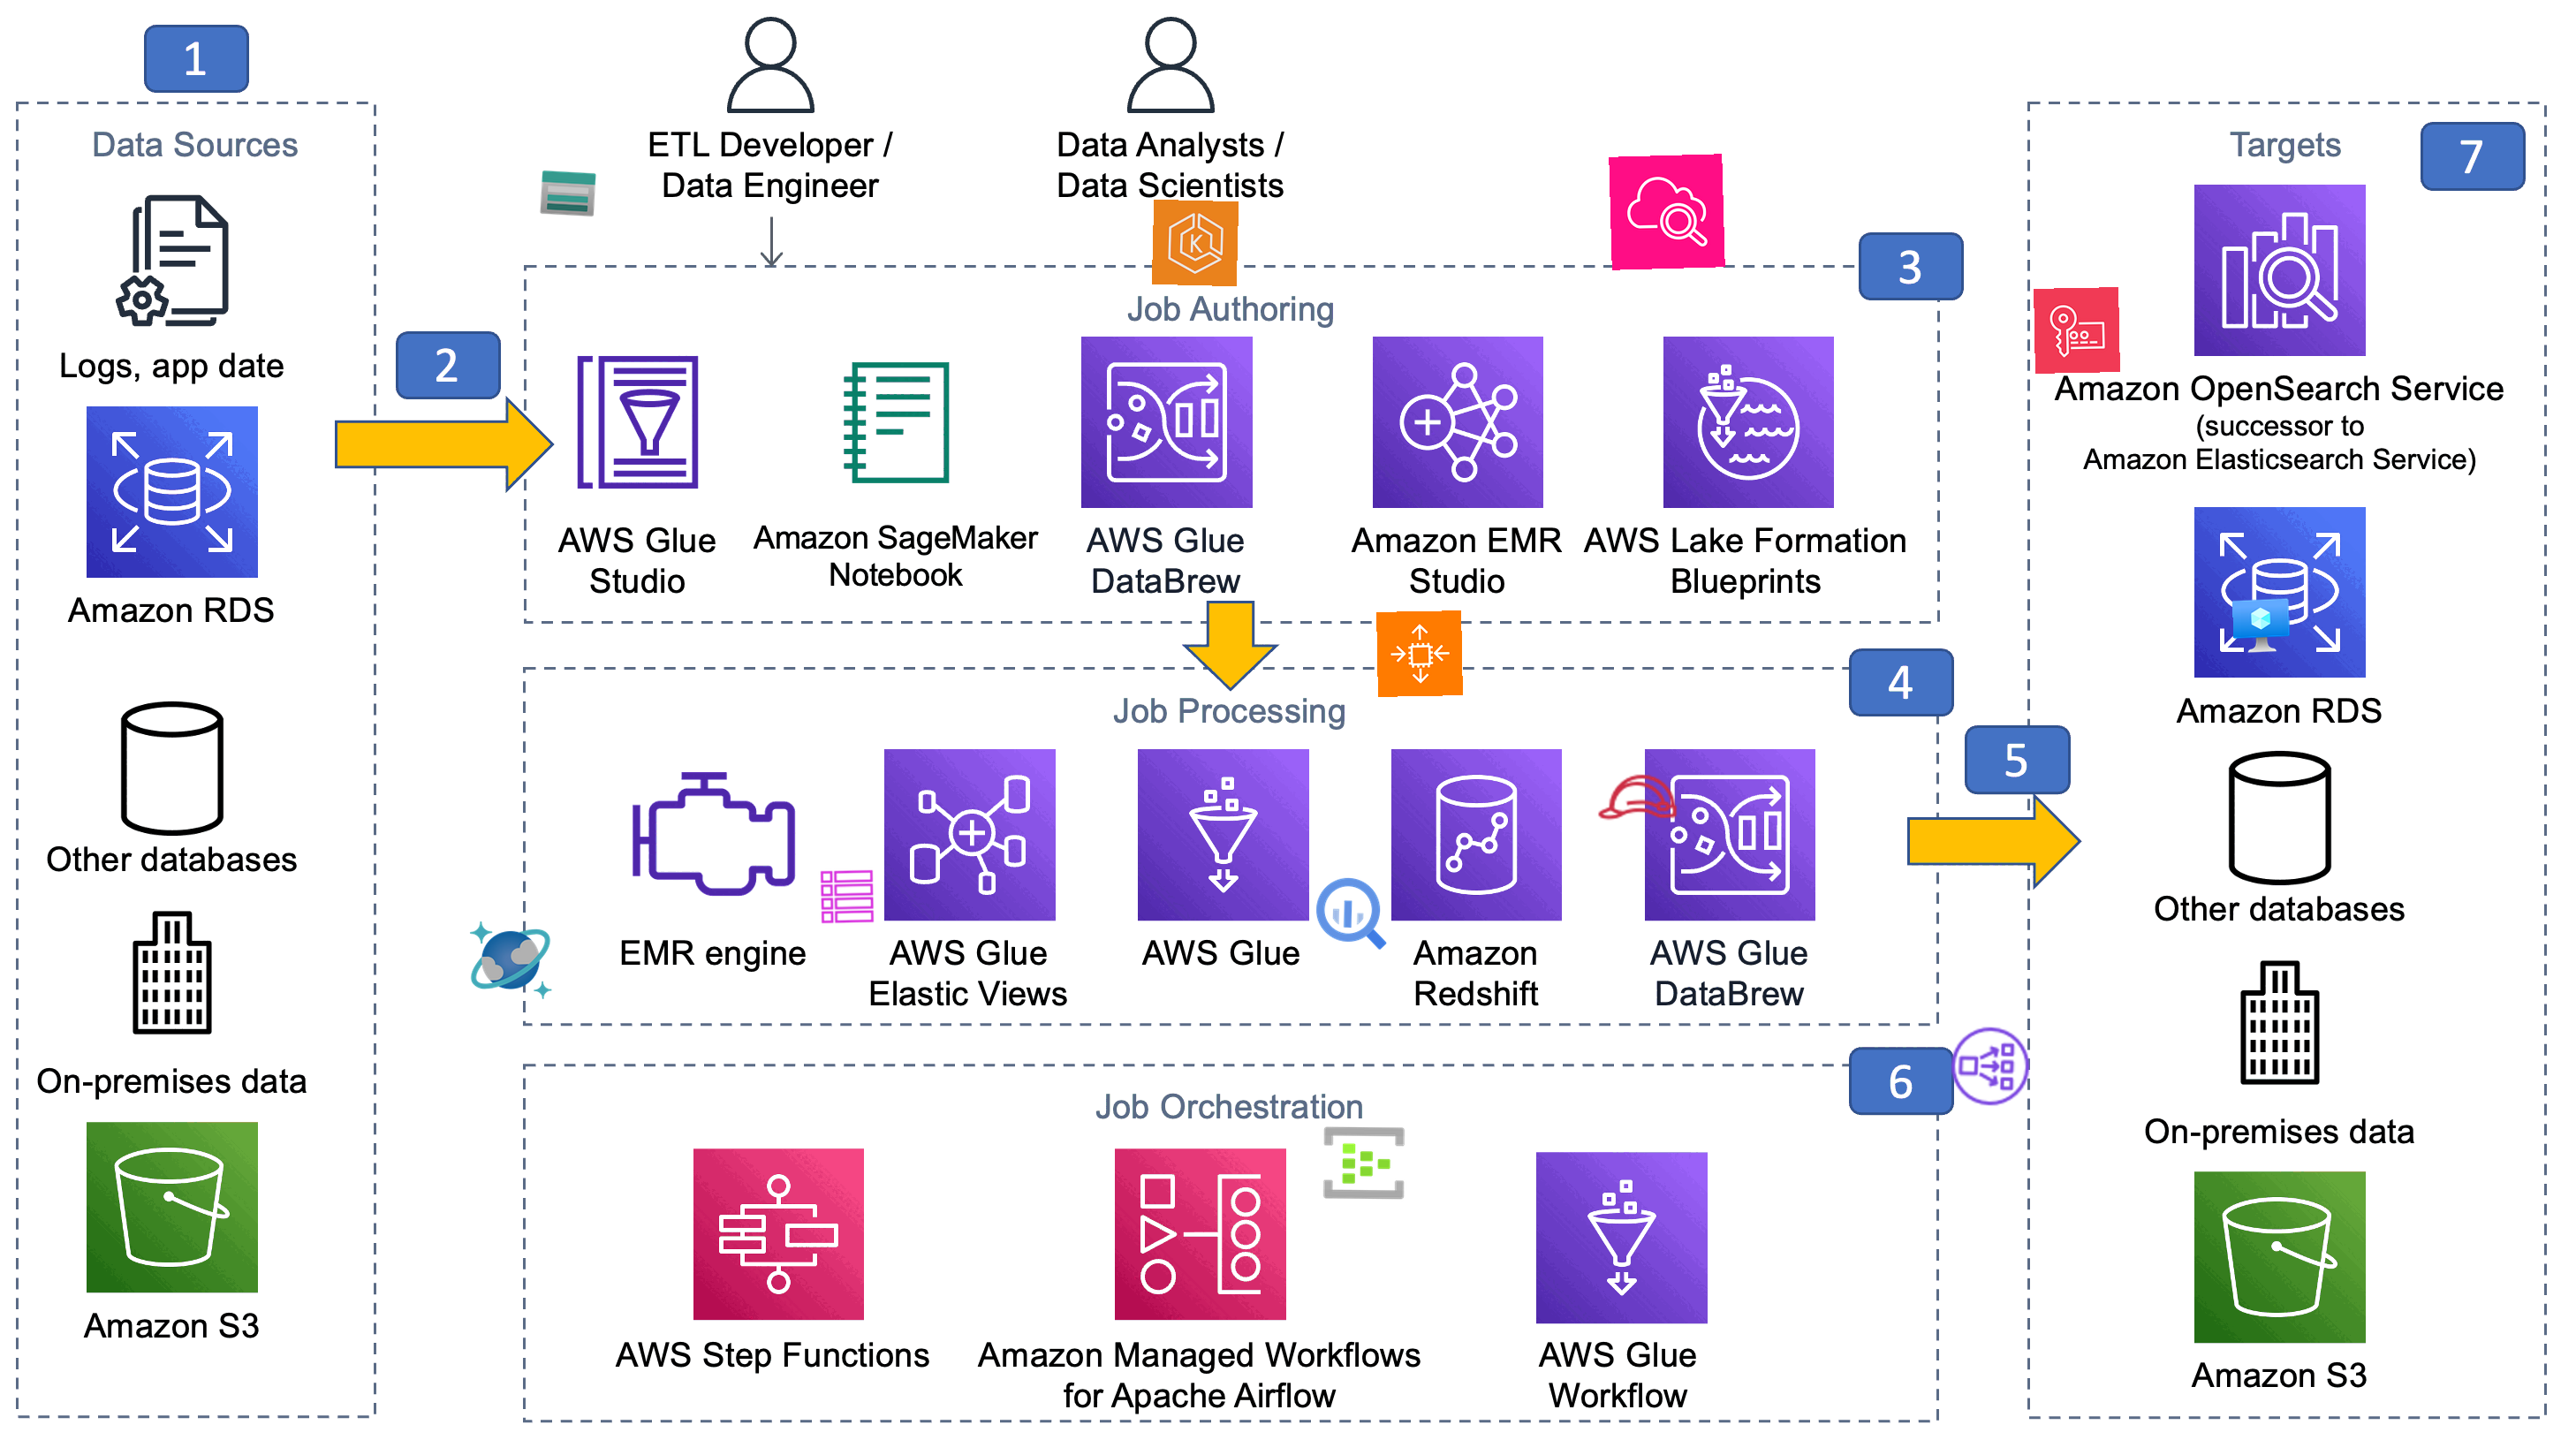 1
Data Sources
Logs, app date
Amazon RDS
Other databases
On-premises data
Amazon S3
2
ETL Developer /
Data Engineer
Data Analysts /
Data Scientists
K
3
Job Authoring
AWS Glue
Studio
Amazon SageMaker
Notebook
AWS Glue
DataBrew
Amazon EMR
Studio
AWS Lake Formation
Blueprints
4
Job Processing
EMR engine
AWS Glue
Elastic Views
AWS Glue
Amazon
Redshift
AWS Glue
DataBrew
5
6
Job Orchestration
AWS Step Functions
Amazon Managed Workflows
for Apache Airflow
AWS Glue
Workflow
7
Targets
Amazon OpenSearch Service
(successor to
Amazon Elasticsearch Service)
Amazon RDS
Other databases
On-premises data
Amazon S3